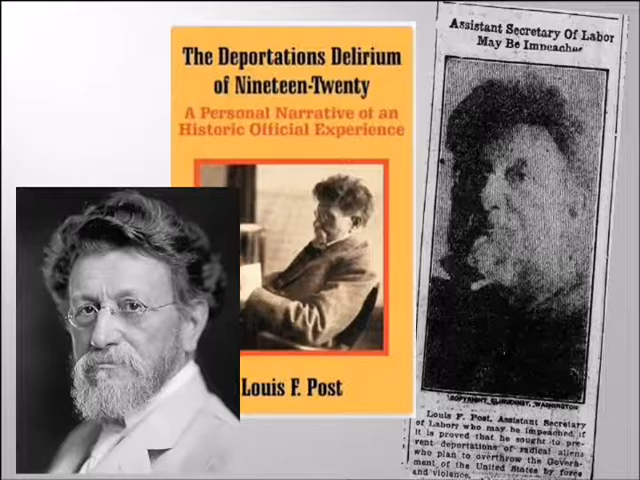 The Deportations Delirium
of Nineteen-Twenty
A Personal Narrative of an
Historic Official Experience
Louis F. Post
Assistant Secretary Of Labor
May Be Impeached
COPYRIGHT CLINEDINST, WASHINGTON
Louis F. Post, Assistant Secretary
of Labor, who may be impeached, if
it is proved that he sought to pre-
vent deportations of radical aliens
who plan to overthrow the Govern-
ment of the United States by force
and violence.